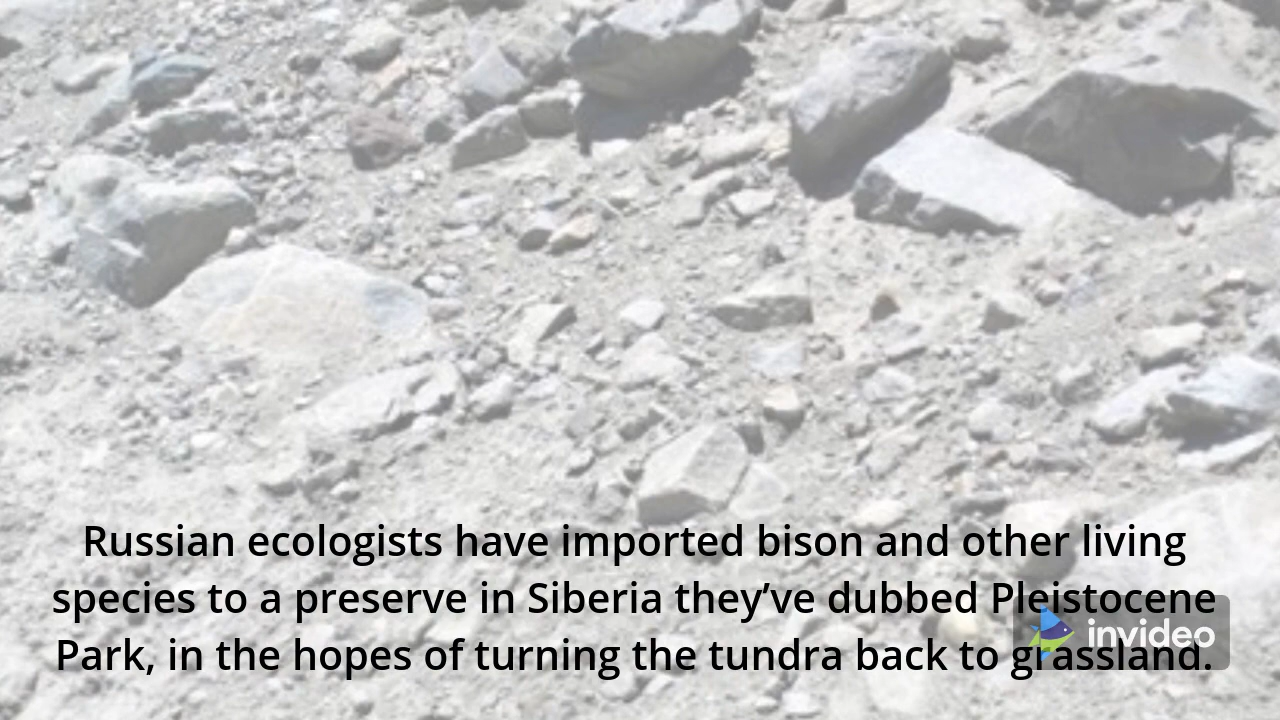 Russian ecologists have imported bison and other living
species to a preserve in Siberia they’ve dubbed Pleistocene
Park, in the hopes of turning the tundra back to grassland.
invideo